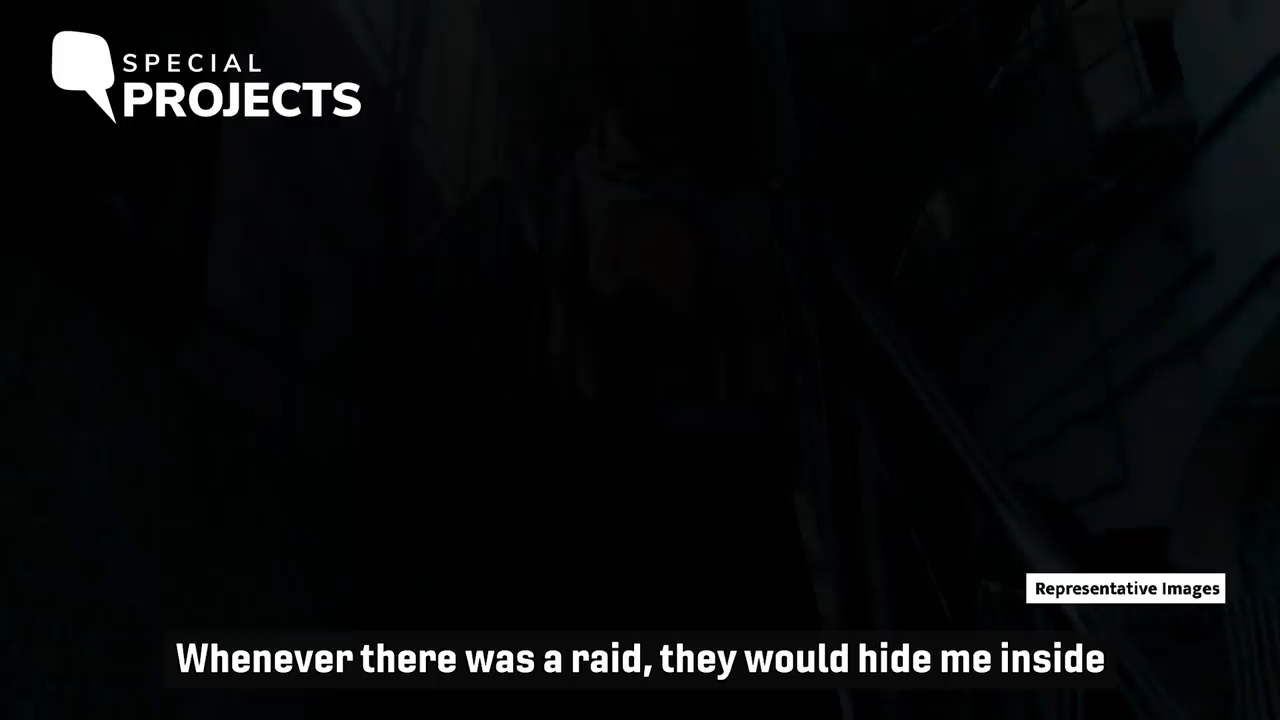 SPECIAL
PROJECTS
Representative Images
Whenever there was a raid, they would hide me inside